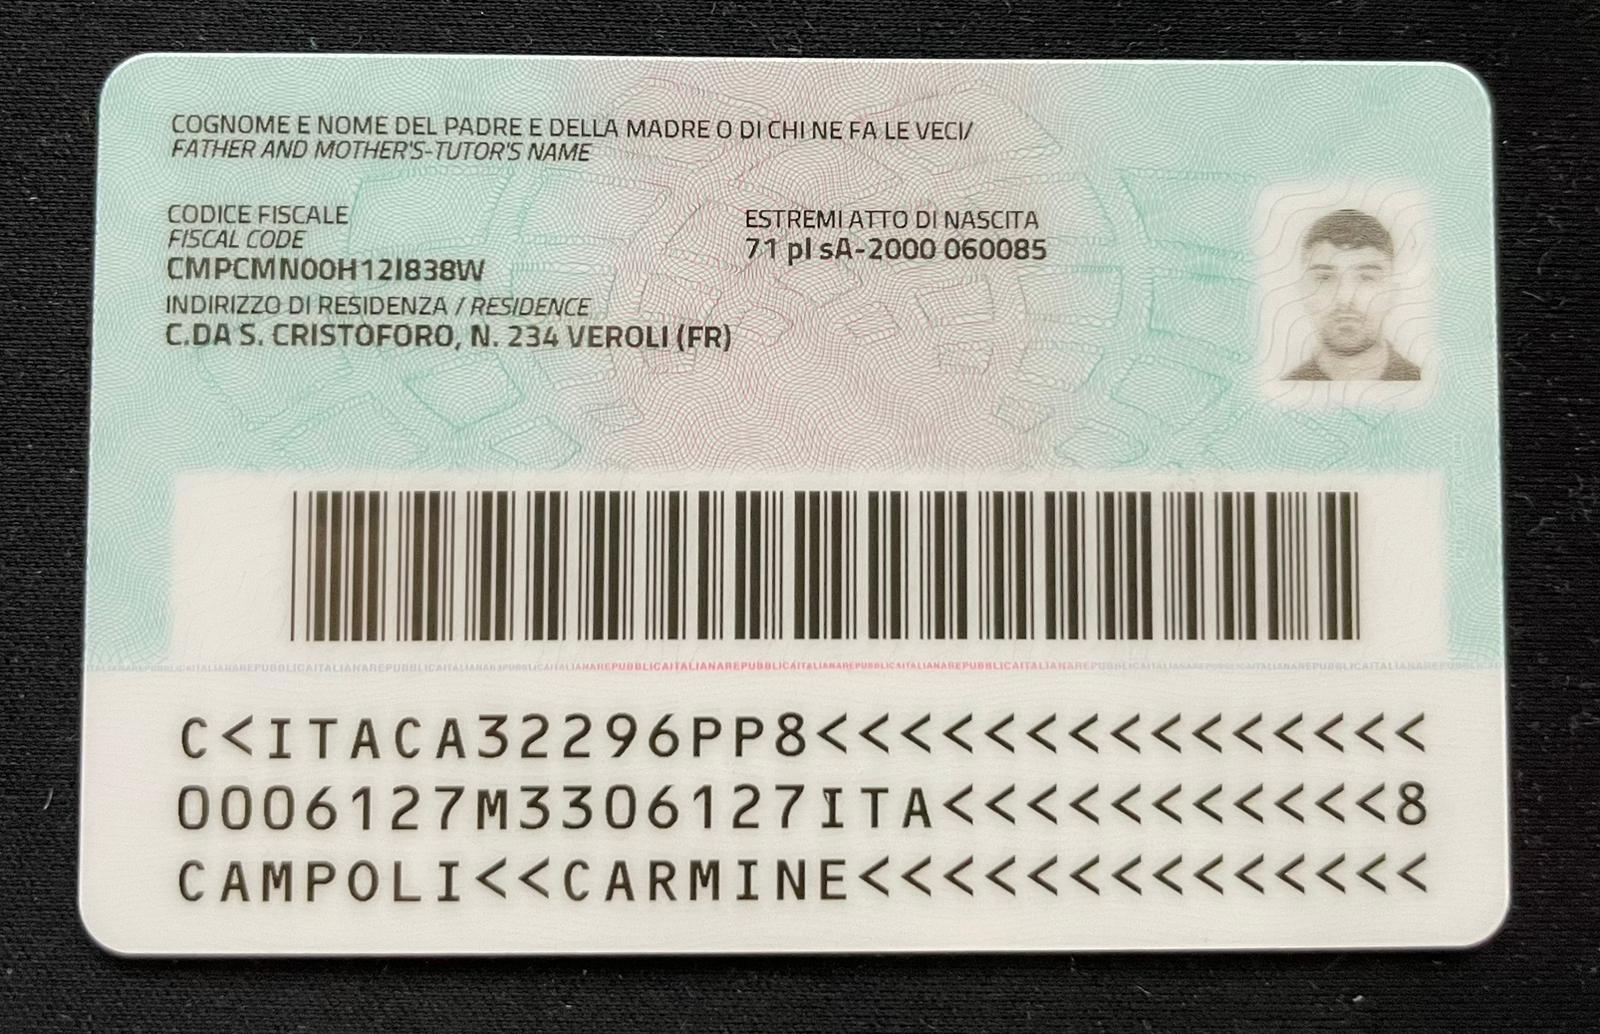 COGNOME E NOME DEL PADRE E DELLA MADRE O DI CHI NE FA LE VECI/
FATHER AND MOTHER'S-TUTOR'S NAME
CODICE FISCALE
FISCAL CODE
CMPCMN00H12I838W
ESTREMI ATTO DI NASCITA
71 pI sA-2000 060085
INDIRIZZO DI RESIDENZA / RESIDENCE
C.DA S. CRISTOFORO, N. 234 VEROLI (FR)
C<ITACA32296PP8<<<<<<<<<<<<<<<
0006127M3306127ITA<<<<<<<<<<<8
CAMPOLI<<CARMINE<<<<<<<<<<<<<<